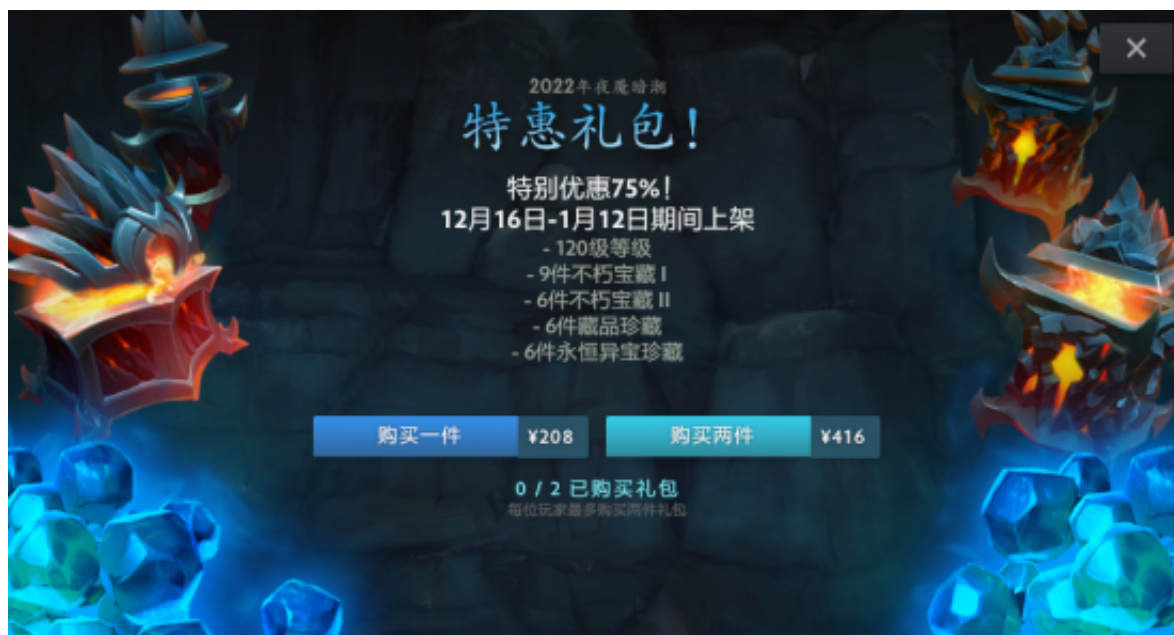 2022年夜魇暗潮
特惠礼包!
特别优惠75%!
12月16日-1月12日期间上架
- 120级等级
- 9件不朽宝藏 I
- 6件不朽宝藏 II
- 6件藏品珍藏
- 6件永恒异宝珍藏
购买一件 ¥208
购买两件 ¥416
0 / 2 已购买礼包
每位玩家最多购买两件礼包